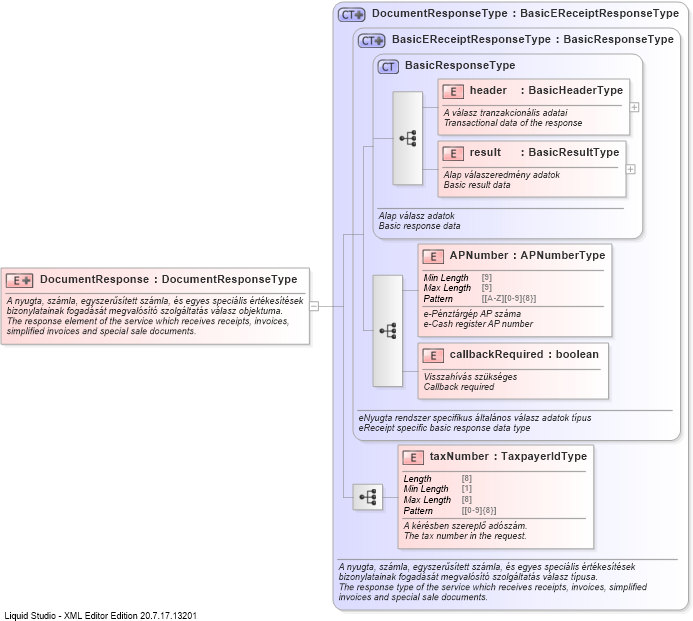 DocumentResponseType : BasicEReceiptResponseType
CT
BasicEReceiptResponseType : BasicResponseType
CT
BasicResponseType
CT
E
header : BasicHeaderType
A válasz tranzakcionális adatai
Transactional data of the response
E
result : BasicResultType
Alap válaszeredmény adatok
Basic result data
Alap válasz adatok
Basic response data
E
APNumber : APNumberType
Min Length [9]
Max Length [9]
Pattern [[A-Z][0-9]{8}]
e-Pénztárgép AP száma
e-Cash register AP number
E
DocumentResponse : DocumentResponseType
A nyugta, számla, egyszerűsített számla, és egyes speciális értékesítések
bizonylatainak fogadását megvalósító szolgáltatás válasz objektuma.
The response element of the service which receives receipts, invoices,
simplified invoices and special sale documents.
E
callbackRequired : boolean
Visszahívás szükséges
Callback required
eNyugta rendszer specifikus általános válasz adatok típus
eReceipt specific basic response data type
E
taxNumber : TaxpayerIdType
Length [8]
Min Length [1]
Max Length [8]
Pattern [[0-9]{8}]
A kérésben szereplő adószám.
The tax number in the request.
A nyugta, számla, egyszerűsített számla, és egyes speciális értékesítések
bizonylatainak fogadását megvalósító szolgáltatás válasz típusa.
The response type of the service which receives receipts, invoices, simplified
invoices and special sale documents.
Liquid Studio - XML Editor Edition 20.7.17.13201